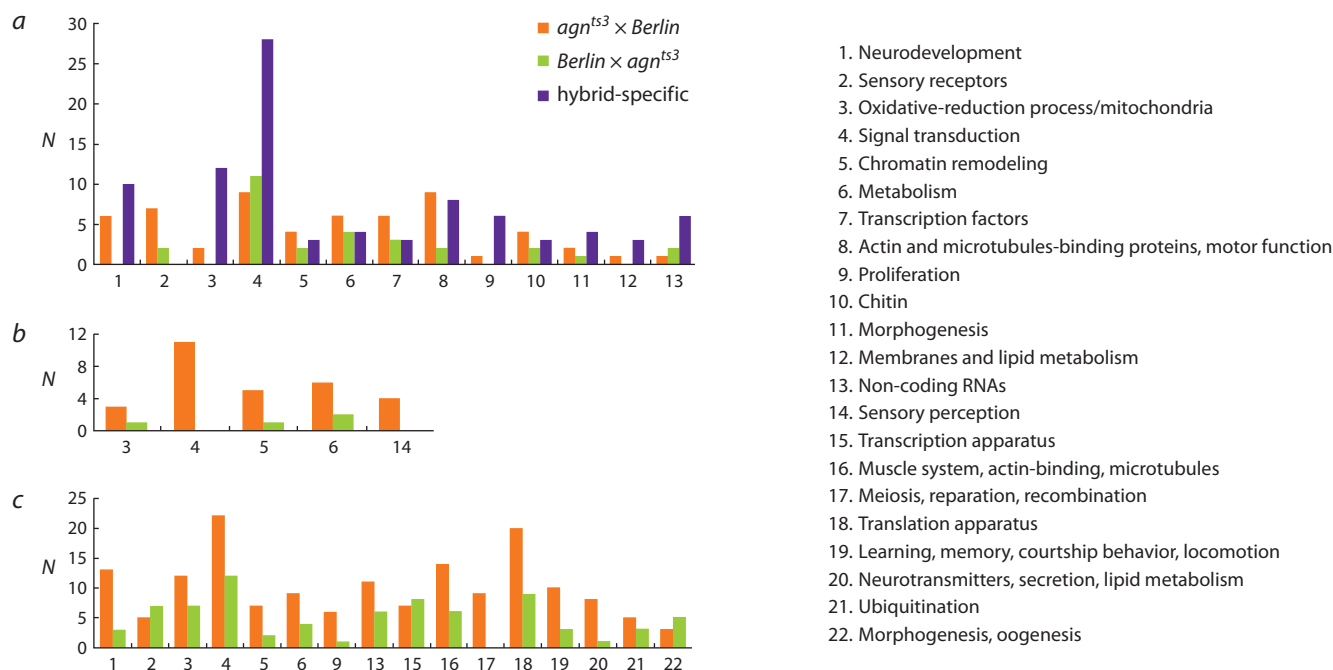 a
30
25
20
15
10
5
0
N
agn^ts3 × Berlin
Berlin × agn^ts3
hybrid-specific
1 2 3 4 5 6 7 8 9 10 11 12 13
b
12
8
4
0
N
3 4 5 6 14
c
25
20
15
10
5
0
N
1 2 3 4 5 6 9 13 15 16 17 18 19 20 21 22
1. Neurodevelopment
2. Sensory receptors
3. Oxidative-reduction process/mitochondria
4. Signal transduction
5. Chromatin remodeling
6. Metabolism
7. Transcription factors
8. Actin and microtubules-binding proteins, motor function
9. Proliferation
10. Chitin
11. Morphogenesis
12. Membranes and lipid metabolism
13. Non-coding RNAs
14. Sensory perception
15. Transcription apparatus
16. Muscle system, actin-binding, microtubules
17. Meiosis, reparation, recombination
18. Translation apparatus
19. Learning, memory, courtship behavior, locomotion
20. Neurotransmitters, secretion, lipid metabolism
21. Ubiquitination
22. Morphogenesis, oogenesis